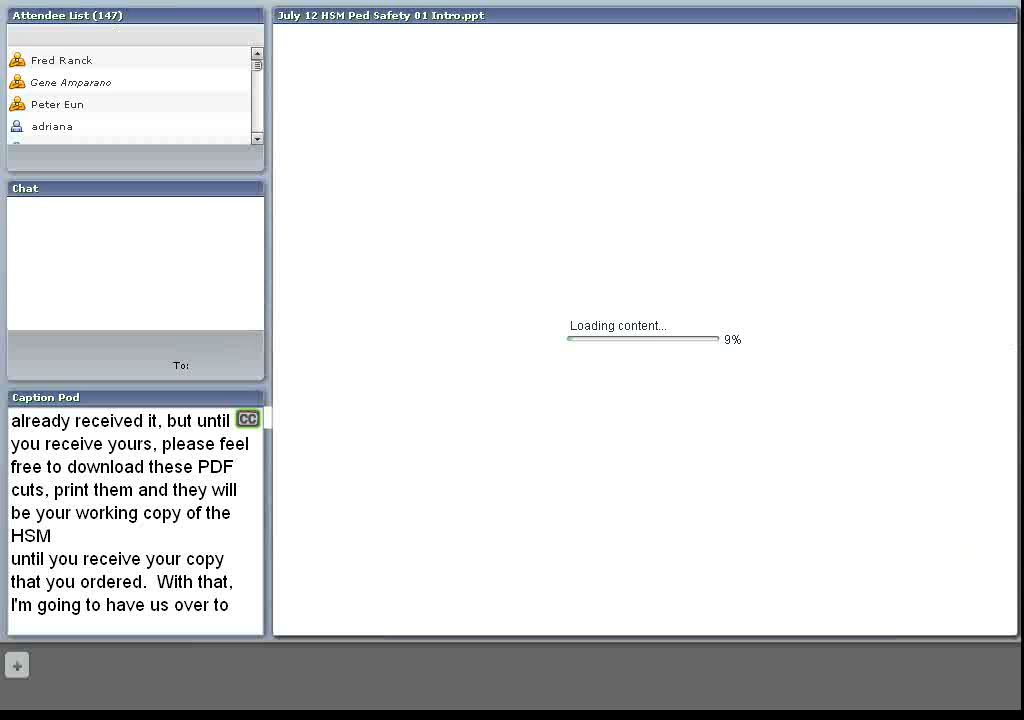 Attendee List (147)
Fred Ranck
Gene Amparano
Peter Eun
adriana
Chat
To:
Caption Pod
already received it, but until CC
you receive yours, please feel
free to download these PDF
cuts, print them and they will
be your working copy of the
HSM
until you receive your copy
that you ordered. With that,
I'm going to have us over to
July 12 HSM Ped Safety 01 Intro.ppt
Loading content...
9%